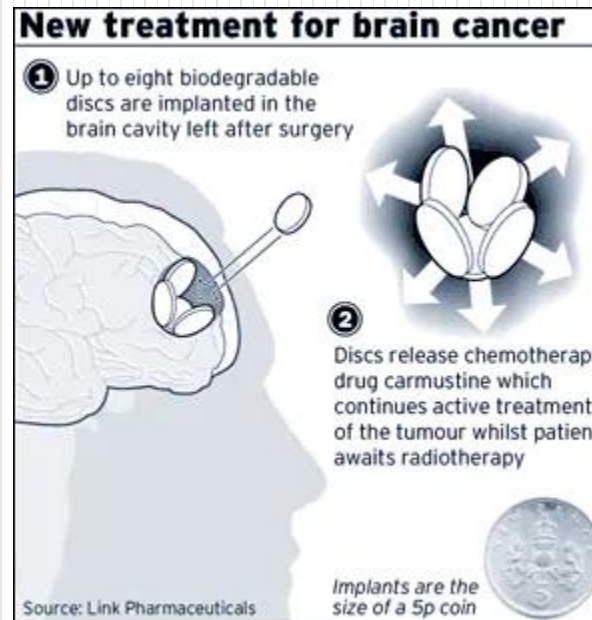 New treatment for brain cancer
1 Up to eight biodegradable
discs are implanted in the
brain cavity left after surgery
2
Discs release chemotherap
drug carmustine which
continues active treatment
of the tumour whilst patien
awaits radiotherapy
Implants are the
size of a 5p coin
5
Source: Link Pharmaceuticals